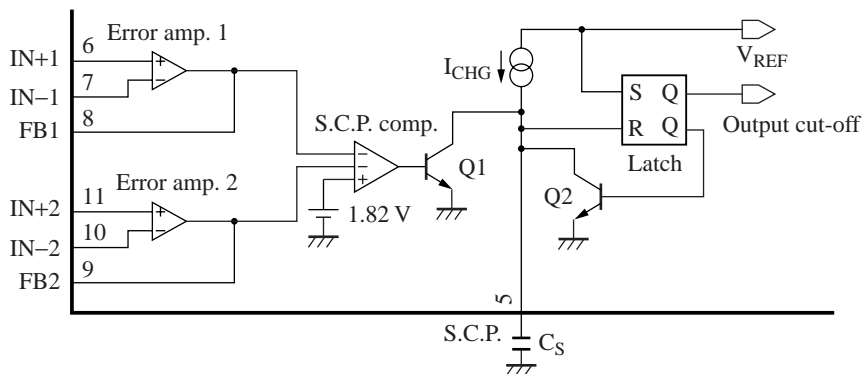 Error amp. 1
IN+1
6
IN−1
7
FB1
8
+
−
I_CHG
V_REF
S Q
R Q
Latch
Output cut-off
S.C.P. comp.
−
−
+
Q1
1.82 V
Q2
Error amp. 2
IN+2
11
IN−2
10
FB2
9
+
−
5
S.C.P.
C_S